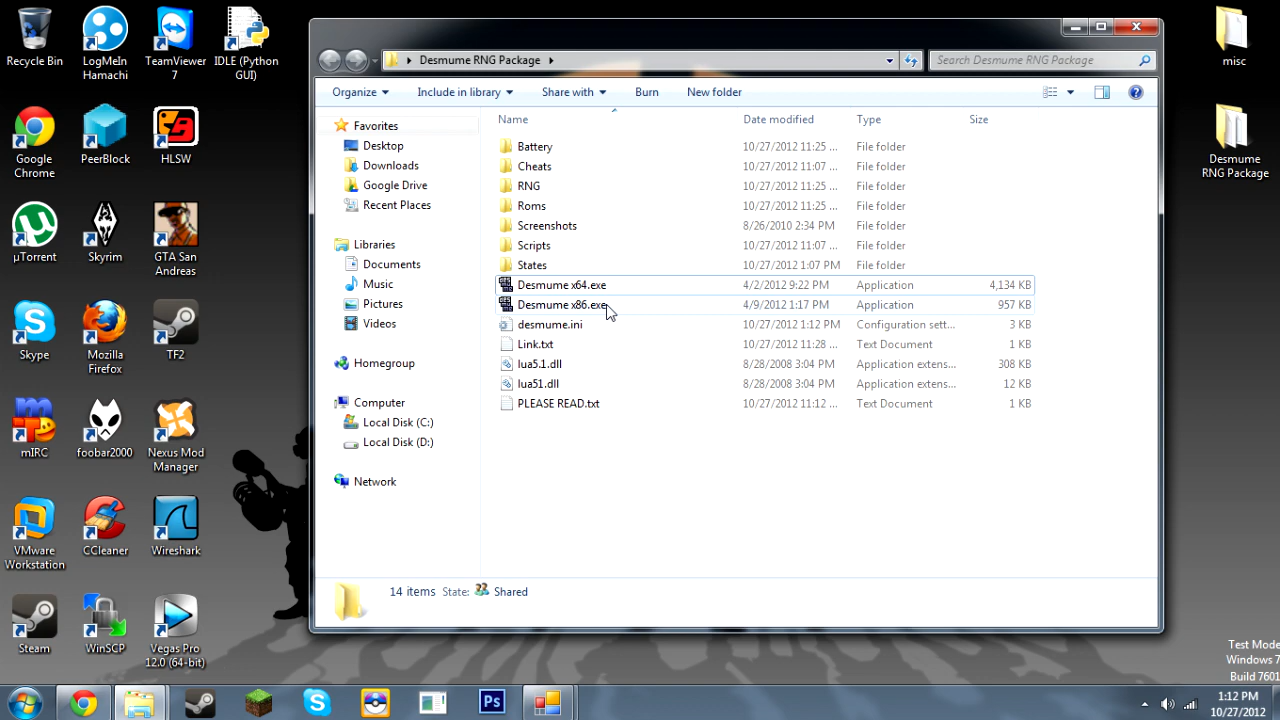 Recycle Bin
LogMeIn
Hamachi
TeamViewer
7
IDLE (Python
GUI)
Google
Chrome
PeerBlock
HLSW
µTorrent
Skyrim
GTA San
Andreas
Skype
Mozilla
Firefox
TF2
mIRC
foobar2000
Nexus Mod
Manager
VMware
Workstation
CCleaner
Wireshark
Steam
WinSCP
Vegas Pro
12.0 (64-bit)
Desmume RNG Package
Search Desmume RNG Package
Organize
Include in library
Share with
Burn
New folder
Favorites
Desktop
Downloads
Google Drive
Recent Places
Libraries
Documents
Music
Pictures
Videos
Homegroup
Computer
Local Disk (C:)
Local Disk (D:)
Network
Name Date modified Type Size
Battery 10/27/2012 11:25 ... File folder
Cheats 10/27/2012 11:07 ... File folder
RNG 10/27/2012 11:25 ... File folder
Roms 10/27/2012 11:25 ... File folder
Screenshots 8/26/2010 2:34 PM File folder
Scripts 10/27/2012 11:07 ... File folder
States 10/27/2012 1:07 PM File folder
Desmume x64.exe 4/2/2012 9:22 PM Application 4,134 KB
Desmume x86.exe 4/9/2012 1:17 PM Application 957 KB
desmume.ini 10/27/2012 1:12 PM Configuration sett... 3 KB
Link.txt 10/27/2012 11:28 ... Text Document 1 KB
lua5.1.dll 8/28/2008 3:04 PM Application extens... 308 KB
lua51.dll 8/28/2008 3:04 PM Application extens... 12 KB
PLEASE READ.txt 10/27/2012 11:12 ... Text Document 1 KB
14 items State: Shared
misc
Desmume
RNG Package
Test Mode
Windows 7
Build 7601
Ps
1:12 PM
10/27/2012